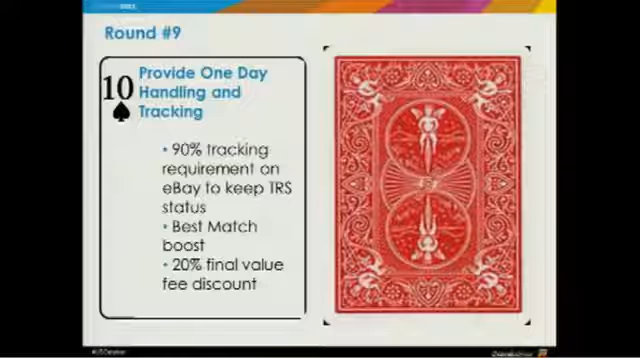 Round #9
10
Provide One Day
Handling and
Tracking
• 90% tracking
requirement on
eBay to keep TRS
status
• Best Match
boost
• 20% final value
fee discount